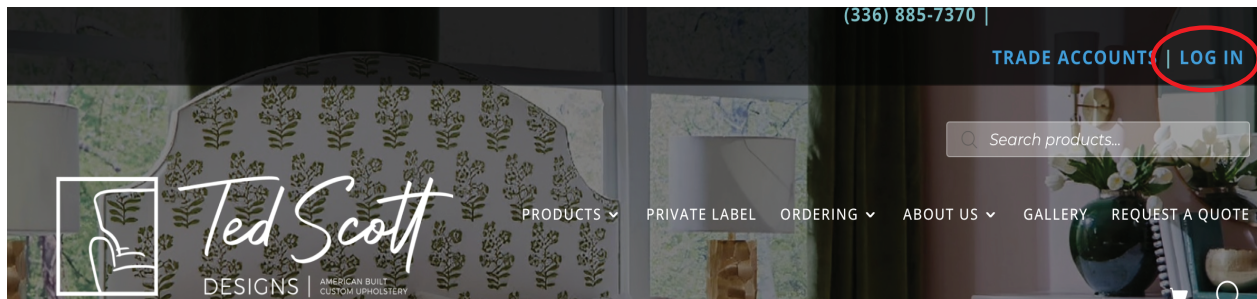 (336) 885-7370 |
TRADE ACCOUNTS | LOG IN
Search products...
Ted Scott
DESIGNS | AMERICAN BUILT
CUSTOM UPHOLSTERY
PRODUCTS PRIVATE LABEL ORDERING ABOUT US GALLERY REQUEST A QUOTE